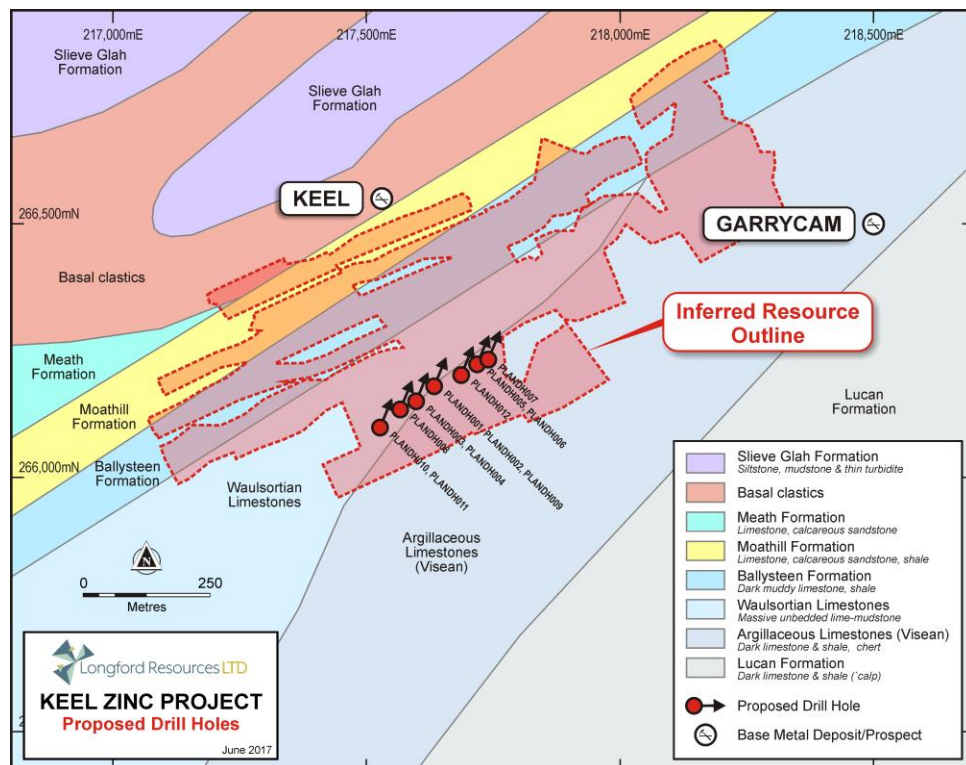 217,000mE
217,500mE
218,000mE
218,500mE
Slieve Glah
Formation
Slieve Glah
Formation
KEEL
266,500mN
GARRYCAM
Basal clastics
Inferred Resource
Outline
Meath
Formation
Moathill
Formation
Lucan
Formation
PLANDH007
PLANDH005, PLANDH006
PLANDH012
PLANDH001, PLANDH002, PLANDH009
PLANDH003, PLANDH004
PLANDH008
PLANDH010, PLANDH011
266,000mN
Ballysteen
Formation
Waulsortian
Limestones
Argillaceous
Limestones
(Visean)
N
0 250
Metres
Longford Resources LTD
KEEL ZINC PROJECT
Proposed Drill Holes
June 2017
Slieve Glah Formation
Siltstone, mudstone & thin turbidite
Basal clastics
Meath Formation
Limestone, calcareous sandstone
Moathill Formation
Limestone, calcareous sandstone, shale
Ballysteen Formation
Dark muddy limestone, shale
Waulsortian Limestones
Massive unbedded lime-mudstone
Argillaceous Limestones (Visean)
Dark limestone & shale, chert
Lucan Formation
Dark limestone & shale (`calp)
Proposed Drill Hole
Base Metal Deposit/Prospect